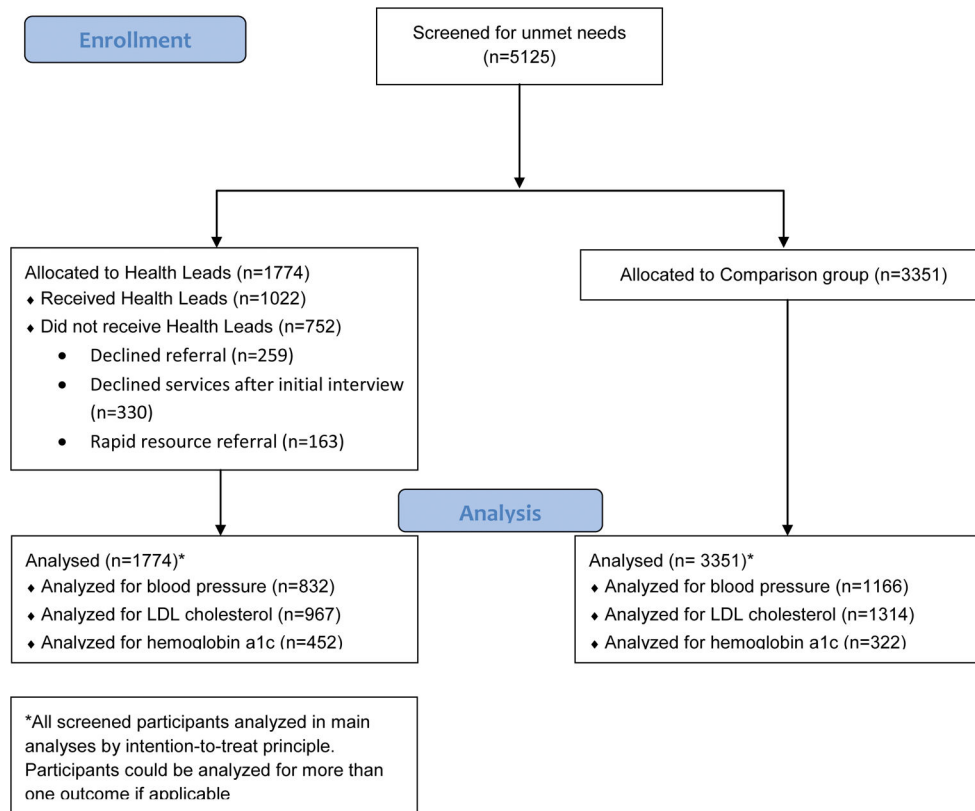 Enrollment
Screened for unmet needs
(n=5125)
Allocated to Health Leads (n=1774)
♦ Received Health Leads (n=1022)
♦ Did not receive Health Leads (n=752)
● Declined referral (n=259)
● Declined services after initial interview
(n=330)
● Rapid resource referral (n=163)
Allocated to Comparison group (n=3351)
Analysis
Analysed (n=1774)*
♦ Analyzed for blood pressure (n=832)
♦ Analyzed for LDL cholesterol (n=967)
♦ Analyzed for hemoglobin a1c (n=452)
Analysed (n= 3351)*
♦ Analyzed for blood pressure (n=1166)
♦ Analyzed for LDL cholesterol (n=1314)
♦ Analyzed for hemoglobin a1c (n=322)
*All screened participants analyzed in main
analyses by intention-to-treat principle.
Participants could be analyzed for more than
one outcome if applicable